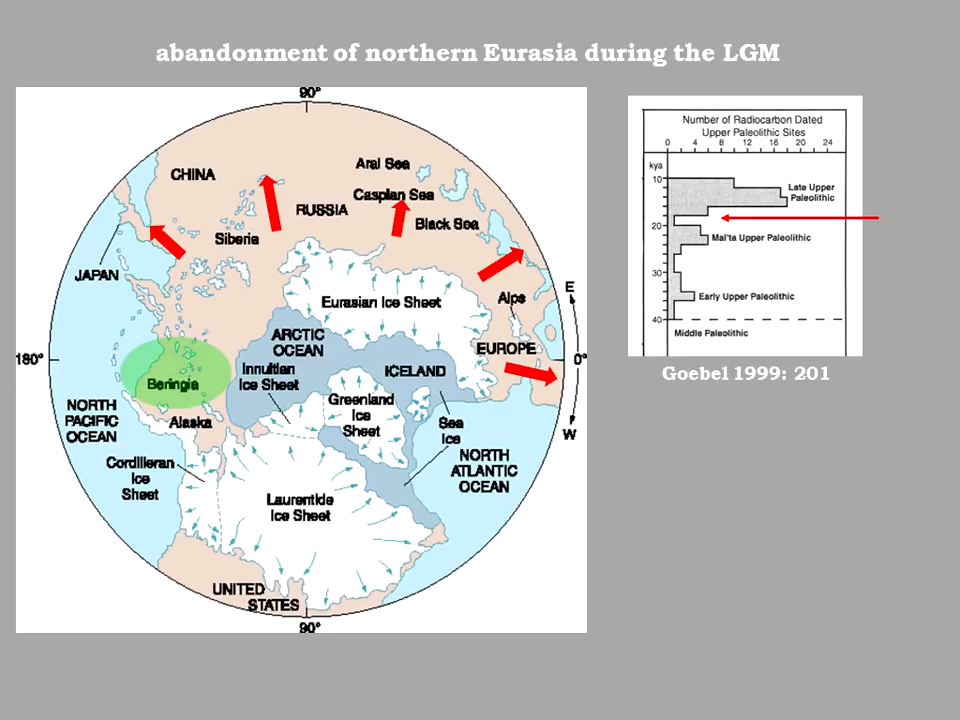 abandonment of northern Eurasia during the LGM
90°
CHINA
Aral Sea
Caspian Sea
RUSSIA
Black Sea
Siberia
JAPAN
E
Alps
Eurasian Ice Sheet
ARCTIC
OCEAN
EUROPE
180°
0°
Innuitian
Ice Sheet
ICELAND
Beringia
Greenland
Ice
Sheet
NORTH
PACIFIC
OCEAN
Alaska
Sea
Ice
W
NORTH
ATLANTIC
OCEAN
Cordilleran
Ice
Sheet
Laurentide
Ice Sheet
UNITED
STATES
90°
Number of Radiocarbon Dated
Upper Paleolithic Sites
0 4 8 12 16 20 24
kya
10
Late Upper
Paleolithic
20
Mal'ta Upper Paleolithic
30
Early Upper Paleolithic
40
Middle Paleolithic
Goebel 1999: 201